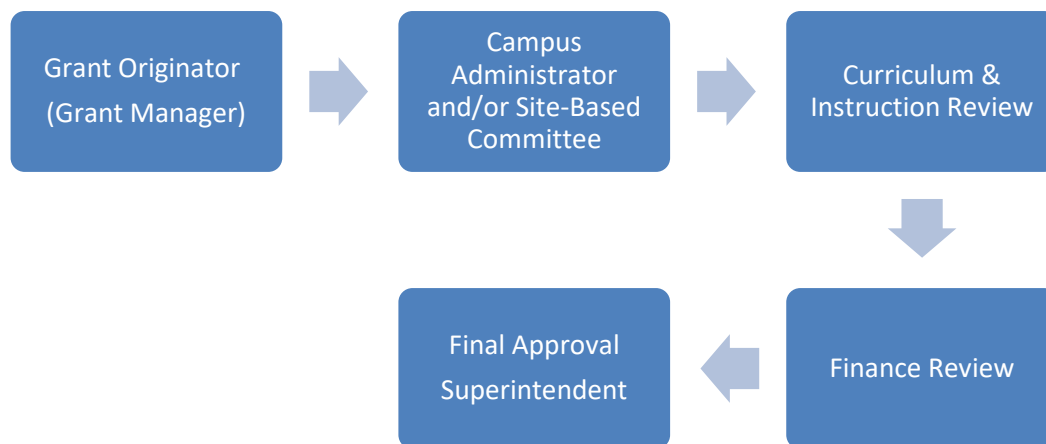 Grant Originator
(Grant Manager)
Campus
Administrator
and/or Site-Based
Committee
Curriculum &
Instruction Review
Finance Review
Final Approval
Superintendent